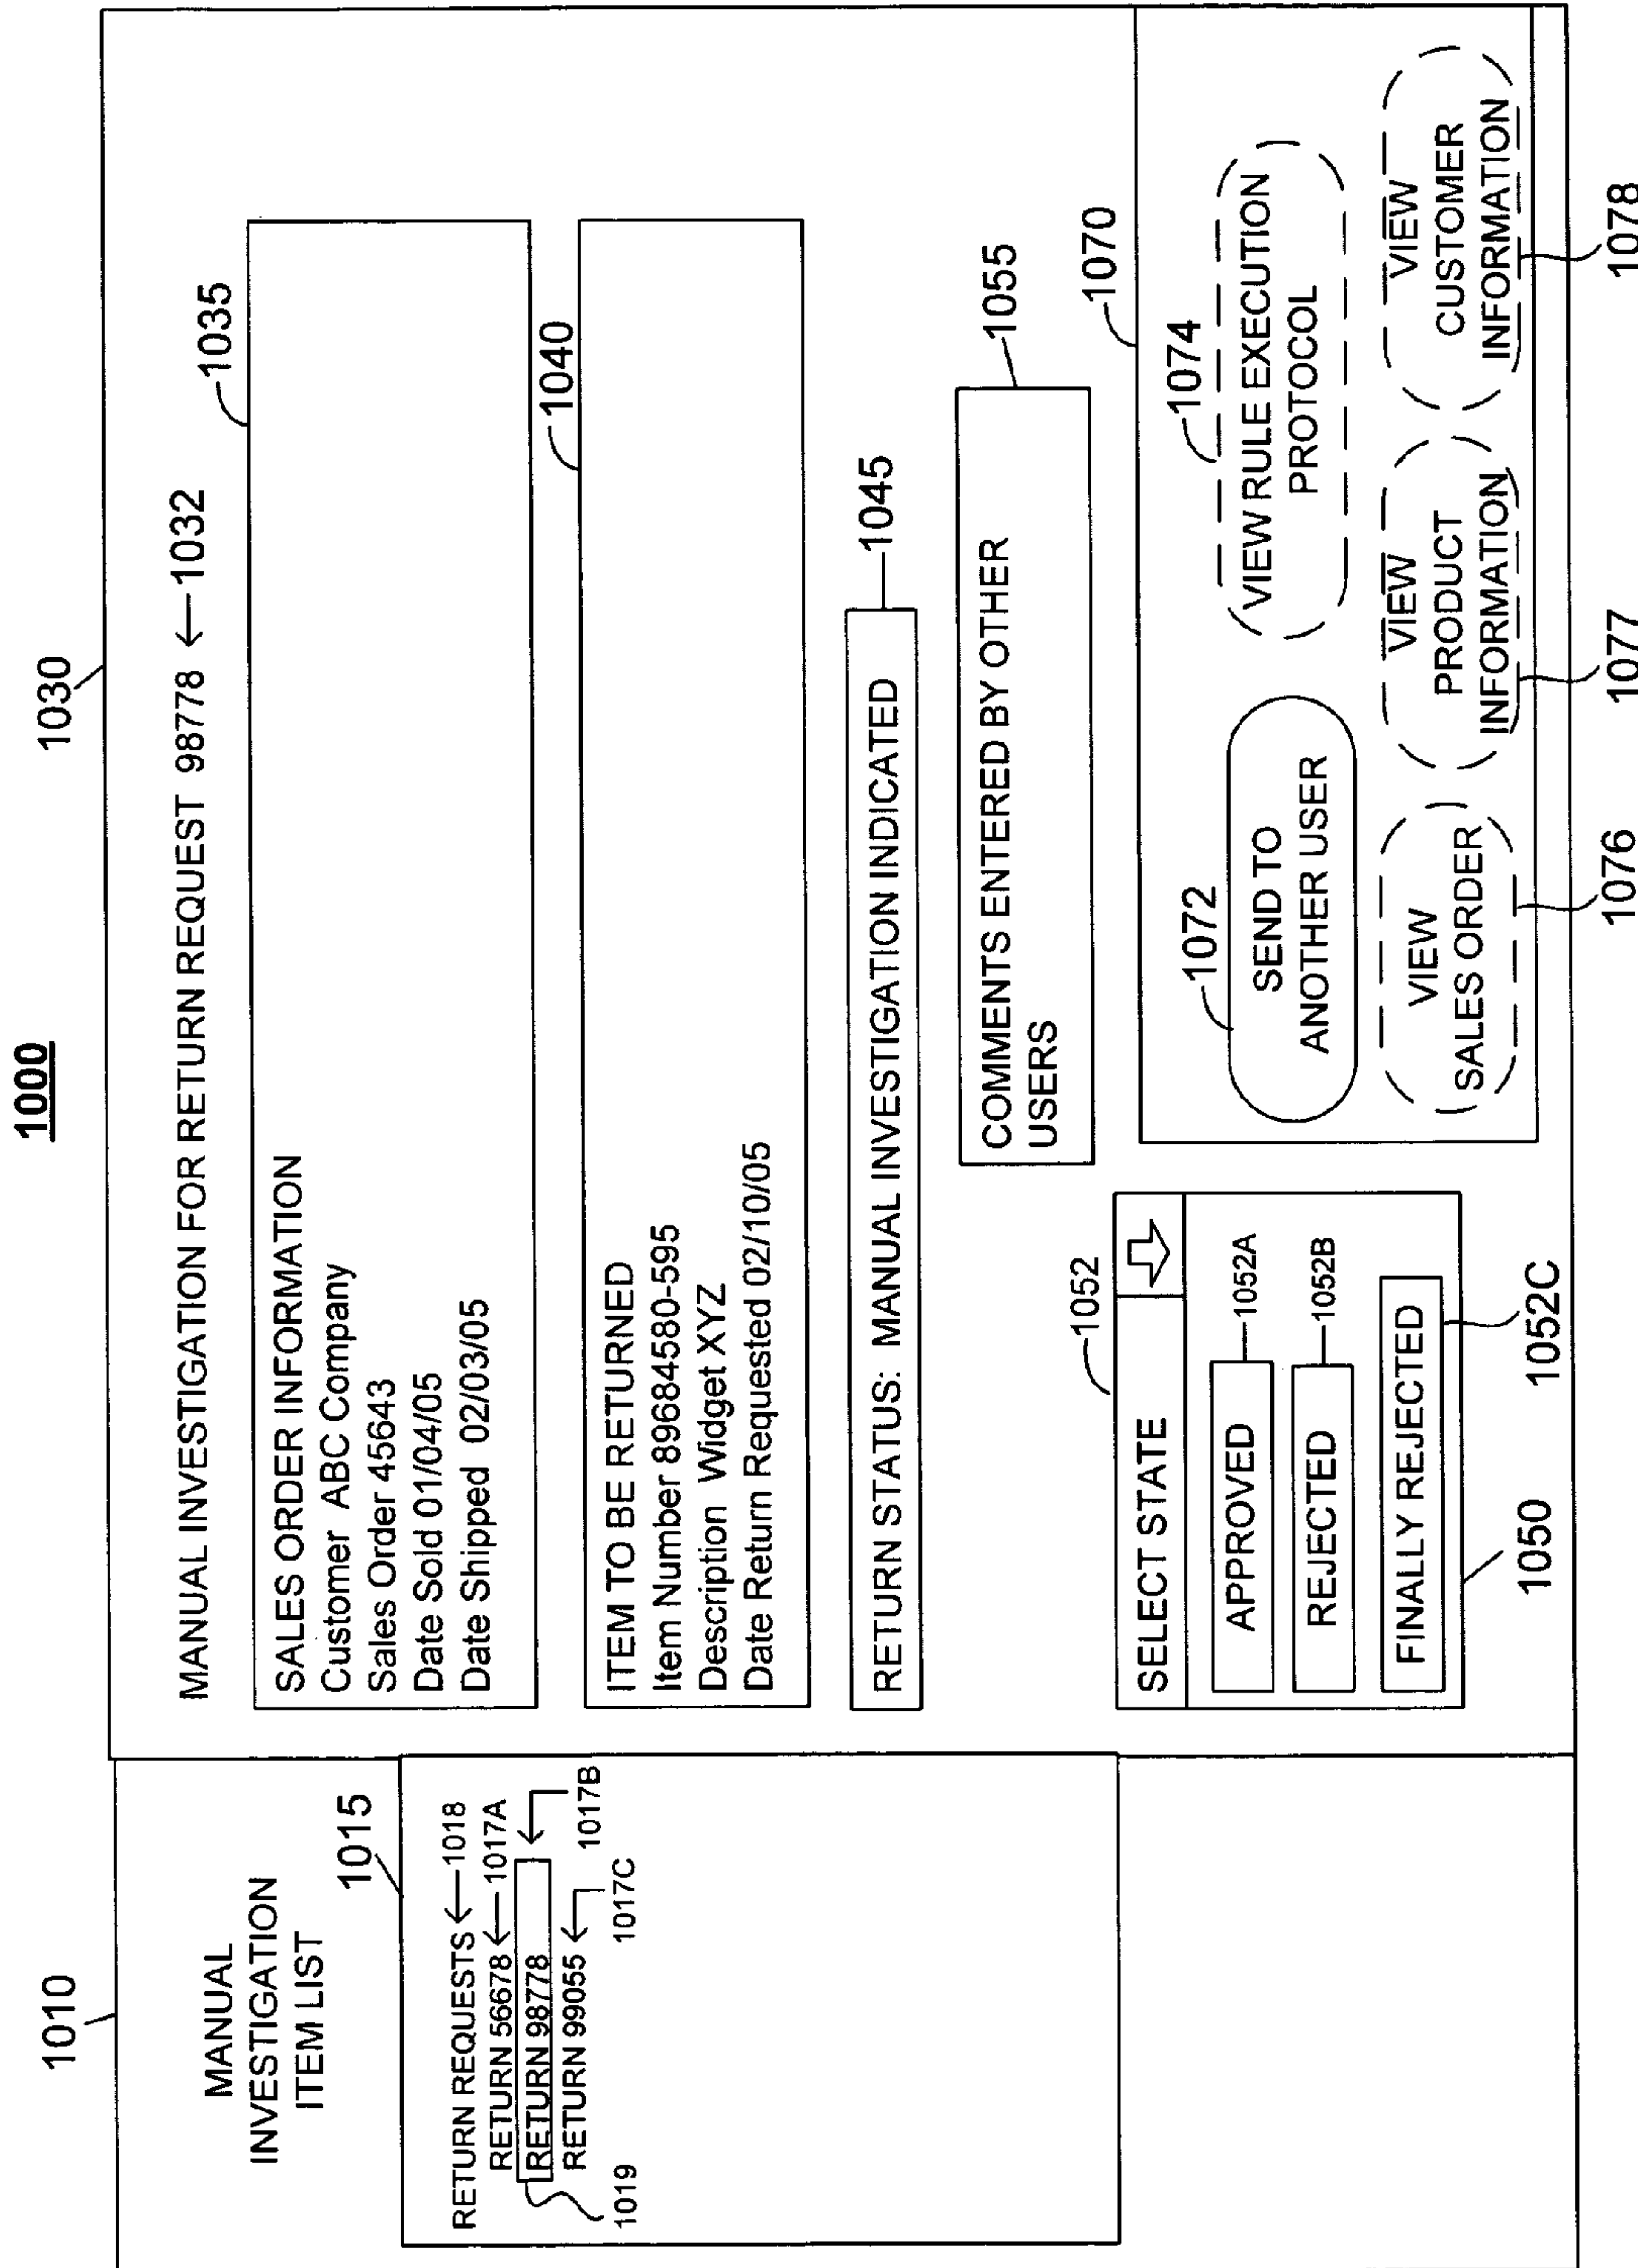 1000
1010
1030
MANUAL
INVESTIGATION
ITEM LIST
1015
RETURN REQUESTS
1018
RETURN 56678
1017A
RETURN 98778
1017B
RETURN 99055
1017C
1019
MANUAL INVESTIGATION FOR RETURN REQUEST 98778
1032
1035
SALES ORDER INFORMATION
Customer ABC Company
Sales Order 45643
Date Sold 01/04/05
Date Shipped 02/03/05
1040
ITEM TO BE RETURNED
Item Number 89684580-595
Description Widget XYZ
Date Return Requested 02/10/05
RETURN STATUS: MANUAL INVESTIGATION INDICATED
1045
COMMENTS ENTERED BY OTHER
USERS
1055
1052
SELECT STATE
APPROVED
1052A
REJECTED
1052B
FINALLY REJECTED
1052C
1050
1070
1072
SEND TO
ANOTHER USER
1074
VIEW RULE EXECUTION
PROTOCOL
VIEW
SALES ORDER
1076
VIEW
PRODUCT
INFORMATION
1077
VIEW
CUSTOMER
INFORMATION
1078